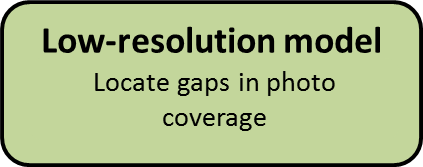 Low-resolution model
Locate gaps in photo
coverage